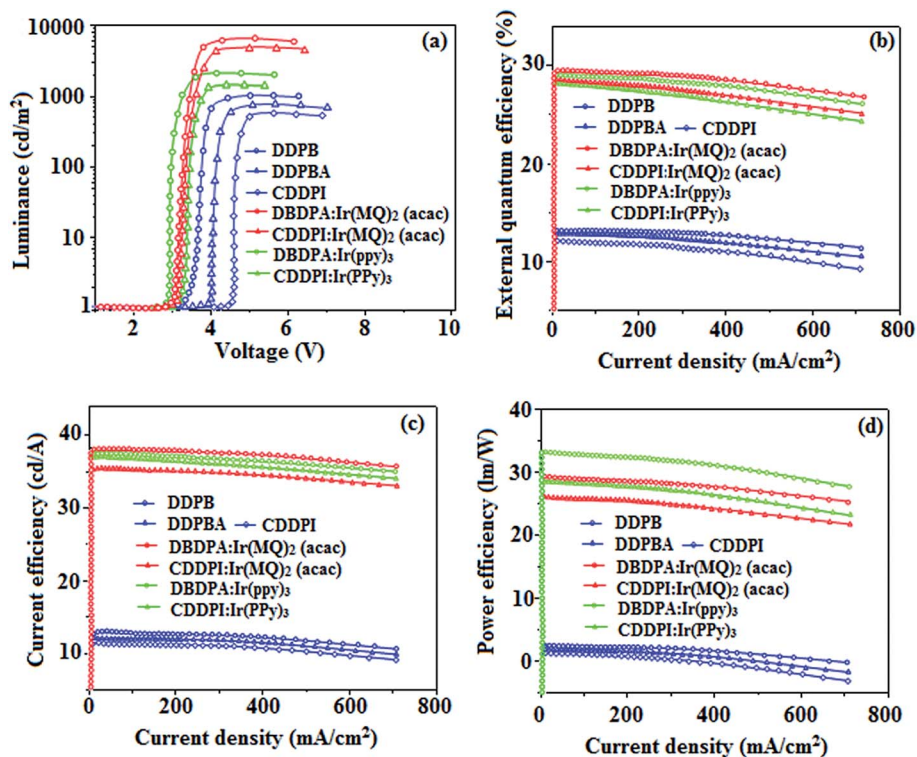 (a)
Luminance (cd/m²)
10000
1000
100
10
1
DDPB
DDPBA
CDDPI
DBDPA:Ir(MQ)₂ (acac)
CDDPI:Ir(MQ)₂ (acac)
DBDPA:Ir(ppy)₃
CDDPI:Ir(PPy)₃
2 4 6 8 10
Voltage (V)
(b)
External quantum efficiency (%)
30
20
10
DDPB
DDPBA CDDPI
DBDPA:Ir(MQ)₂ (acac)
CDDPI:Ir(MQ)₂ (acac)
DBDPA:Ir(ppy)₃
CDDPI:Ir(PPy)₃
0 200 400 600 800
Current density (mA/cm²)
(c)
Current efficiency (cd/A)
40
30
20
10
DDPB
DDPBA CDDPI
DBDPA:Ir(MQ)₂ (acac)
CDDPI:Ir(MQ)₂ (acac)
DBDPA:Ir(ppy)₃
CDDPI:Ir(PPy)₃
0 200 400 600 800
Current density (mA/cm²)
(d)
Power efficiency (lm/W)
40
30
20
10
0
DDPB
DDPBA CDDPI
DBDPA:Ir(MQ)₂ (acac)
CDDPI:Ir(MQ)₂ (acac)
DBDPA:Ir(ppy)₃
CDDPI:Ir(PPy)₃
0 200 400 600 800
Current density (mA/cm²)